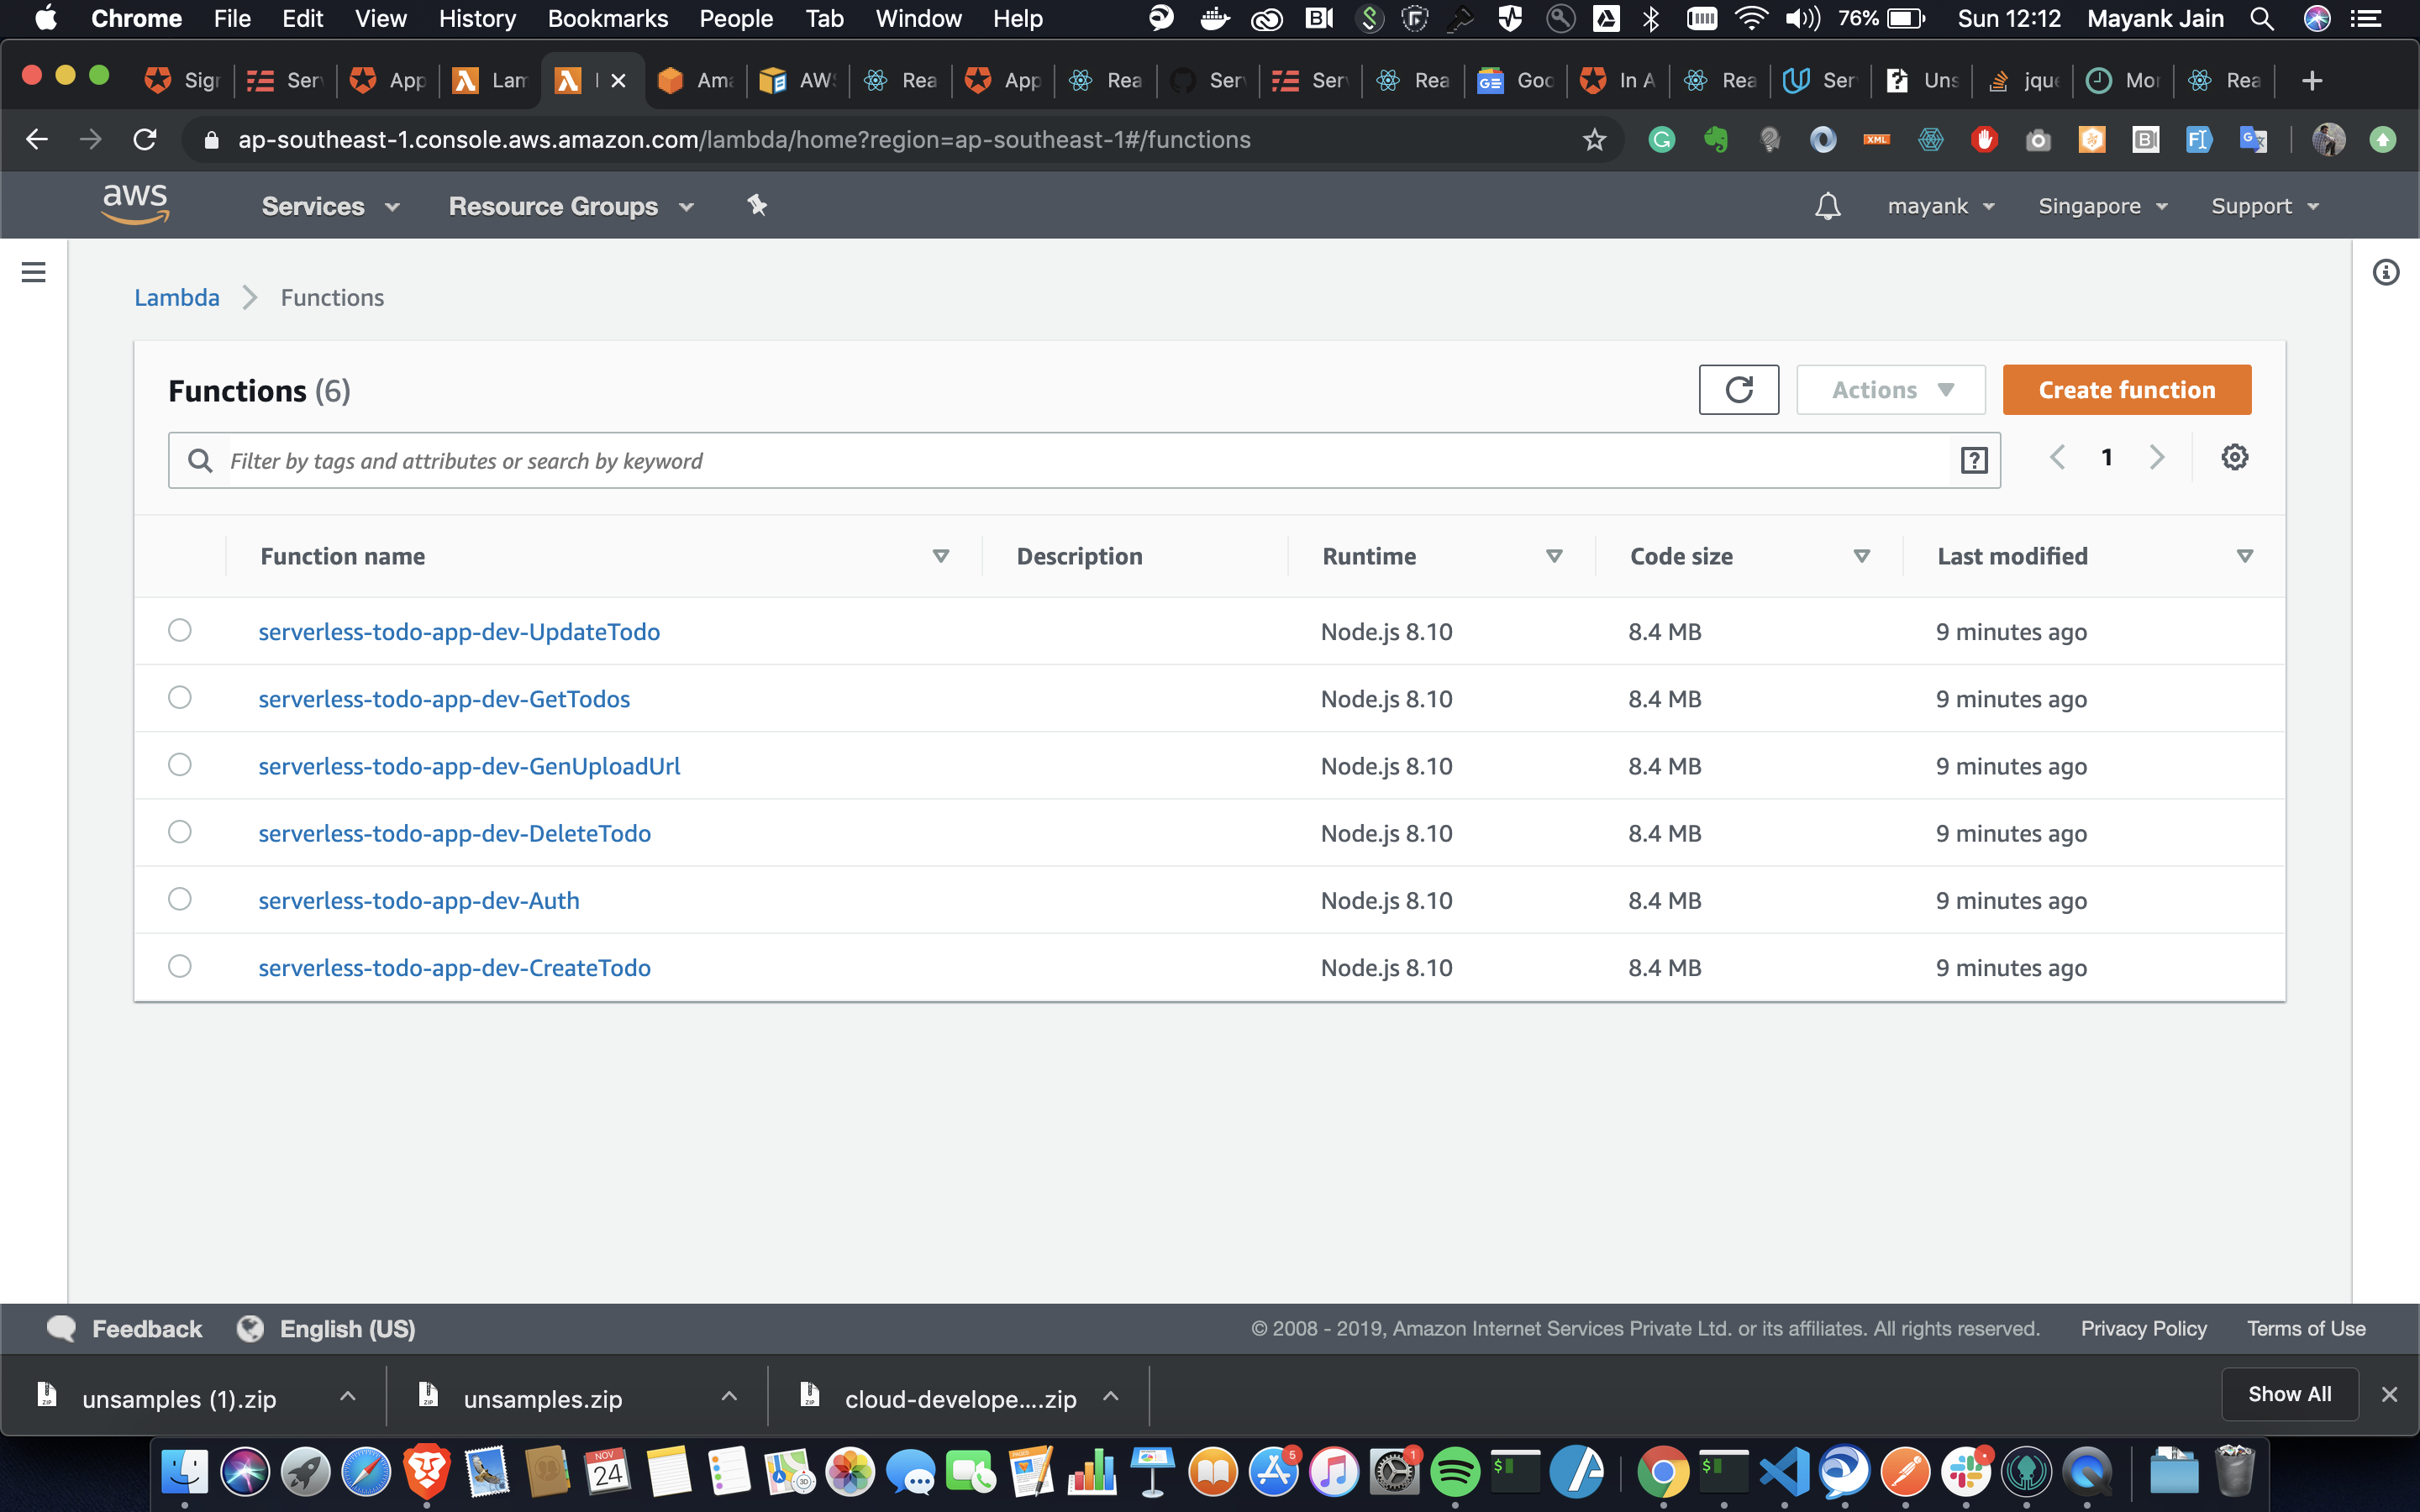 Chrome File Edit View History Bookmarks People Tab Window Help 76% Sun 12:12 Mayank Jain
Sign Ser App Lam Ama AWS Rea App Rea Ser Ser Rea Goo In A Rea Ser Uns jque Mor Rea
ap-southeast-1.console.aws.amazon.com/lambda/home?region=ap-southeast-1#/functions
aws Services Resource Groups mayank Singapore Support
Lambda Functions
Functions (6) Actions Create function
Filter by tags and attributes or search by keyword 1
Function name Description Runtime Code size Last modified
serverless-todo-app-dev-UpdateTodo Node.js 8.10 8.4 MB 9 minutes ago
serverless-todo-app-dev-GetTodos Node.js 8.10 8.4 MB 9 minutes ago
serverless-todo-app-dev-GenUploadUrl Node.js 8.10 8.4 MB 9 minutes ago
serverless-todo-app-dev-DeleteTodo Node.js 8.10 8.4 MB 9 minutes ago
serverless-todo-app-dev-Auth Node.js 8.10 8.4 MB 9 minutes ago
serverless-todo-app-dev-CreateTodo Node.js 8.10 8.4 MB 9 minutes ago
Feedback English (US) © 2008 - 2019, Amazon Internet Services Private Ltd. or its affiliates. All rights reserved. Privacy Policy Terms of Use
unsamples (1).zip unsamples.zip cloud-develope....zip Show All
NOV
24
5
1